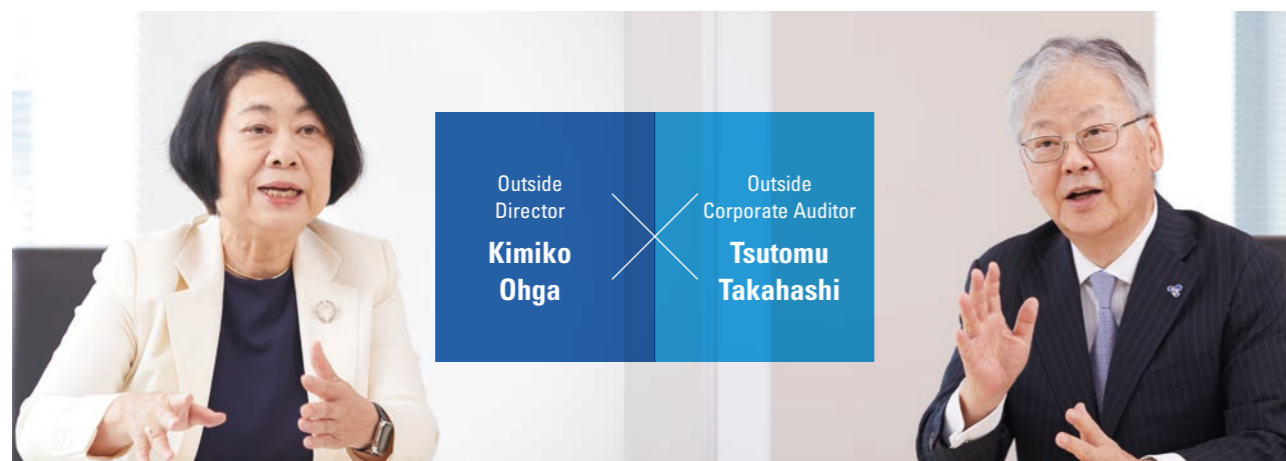 Outside
Director
Kimiko
Ohga
Outside
Corporate Auditor
Tsutomu
Takahashi